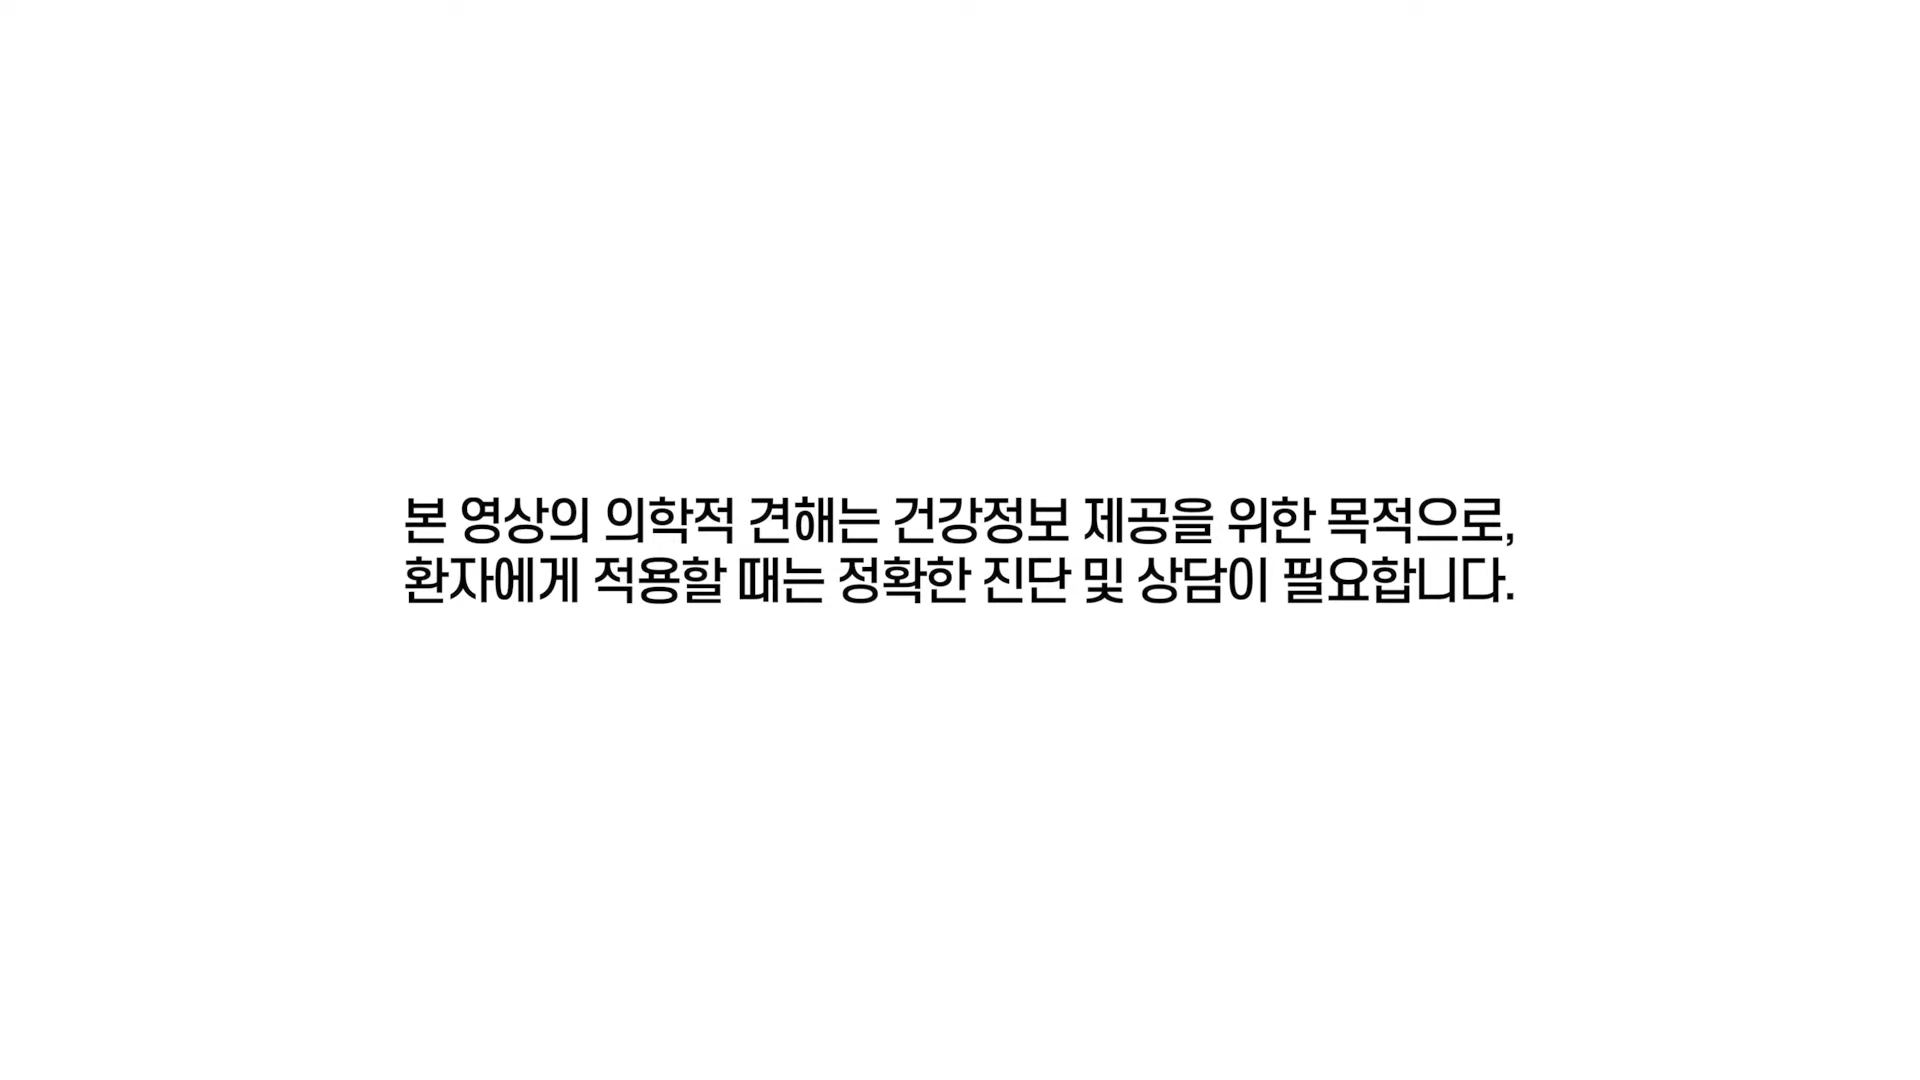 본 영상의 의학적 견해는 건강정보 제공을 위한 목적으로,
환자에게 적용할 때는 정확한 진단 및 상담이 필요합니다.